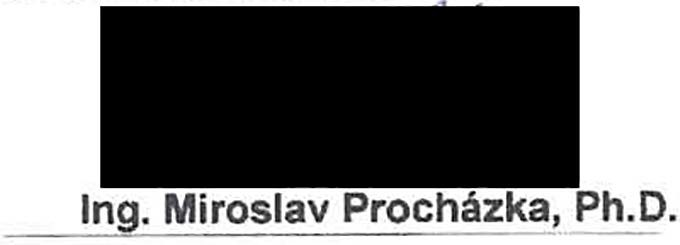 Ing. Miroslav Procházka, Ph.D.